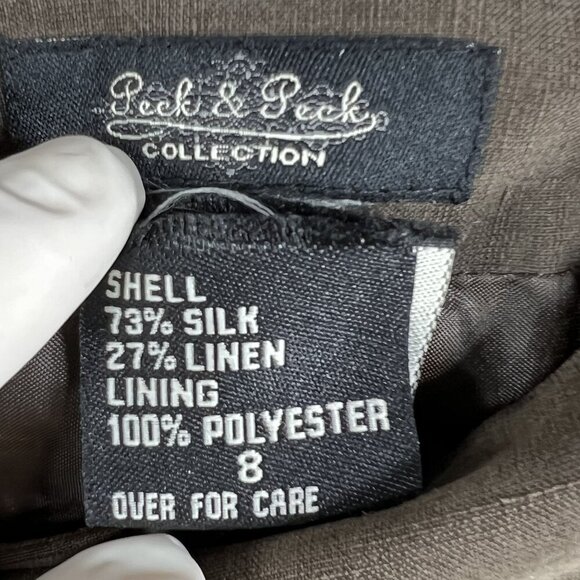 Peck & Peck
COLLECTION
SHELL
73% SILK
27% LINEN
LINING
100% POLYESTER
8
OVER FOR CARE